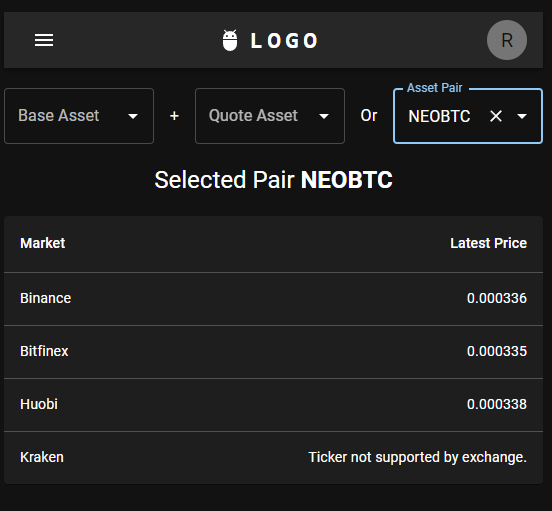 LOGO
R
Asset Pair
Base Asset + Quote Asset Or NEOBTC
Selected Pair NEOBTC
Market Latest Price
Binance 0.000336
Bitfinex 0.000335
Huobi 0.000338
Kraken Ticker not supported by exchange.